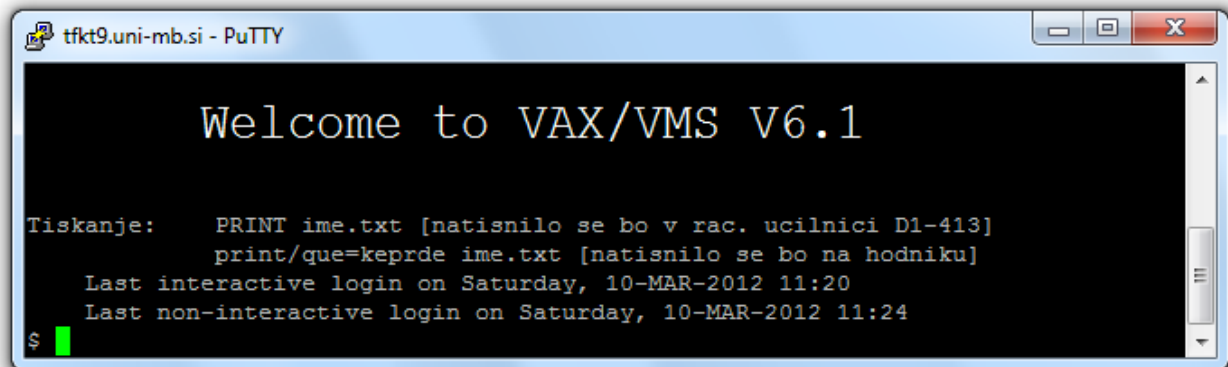 tfkt9.uni-mb.si - PuTTY
Welcome to VAX/VMS V6.1
Tiskanje: PRINT ime.txt [natisnilo se bo v rac. ucilnici D1-413]
print/que=keprde ime.txt [natisnilo se bo na hodniku]
Last interactive login on Saturday, 10-MAR-2012 11:20
Last non-interactive login on Saturday, 10-MAR-2012 11:24
$